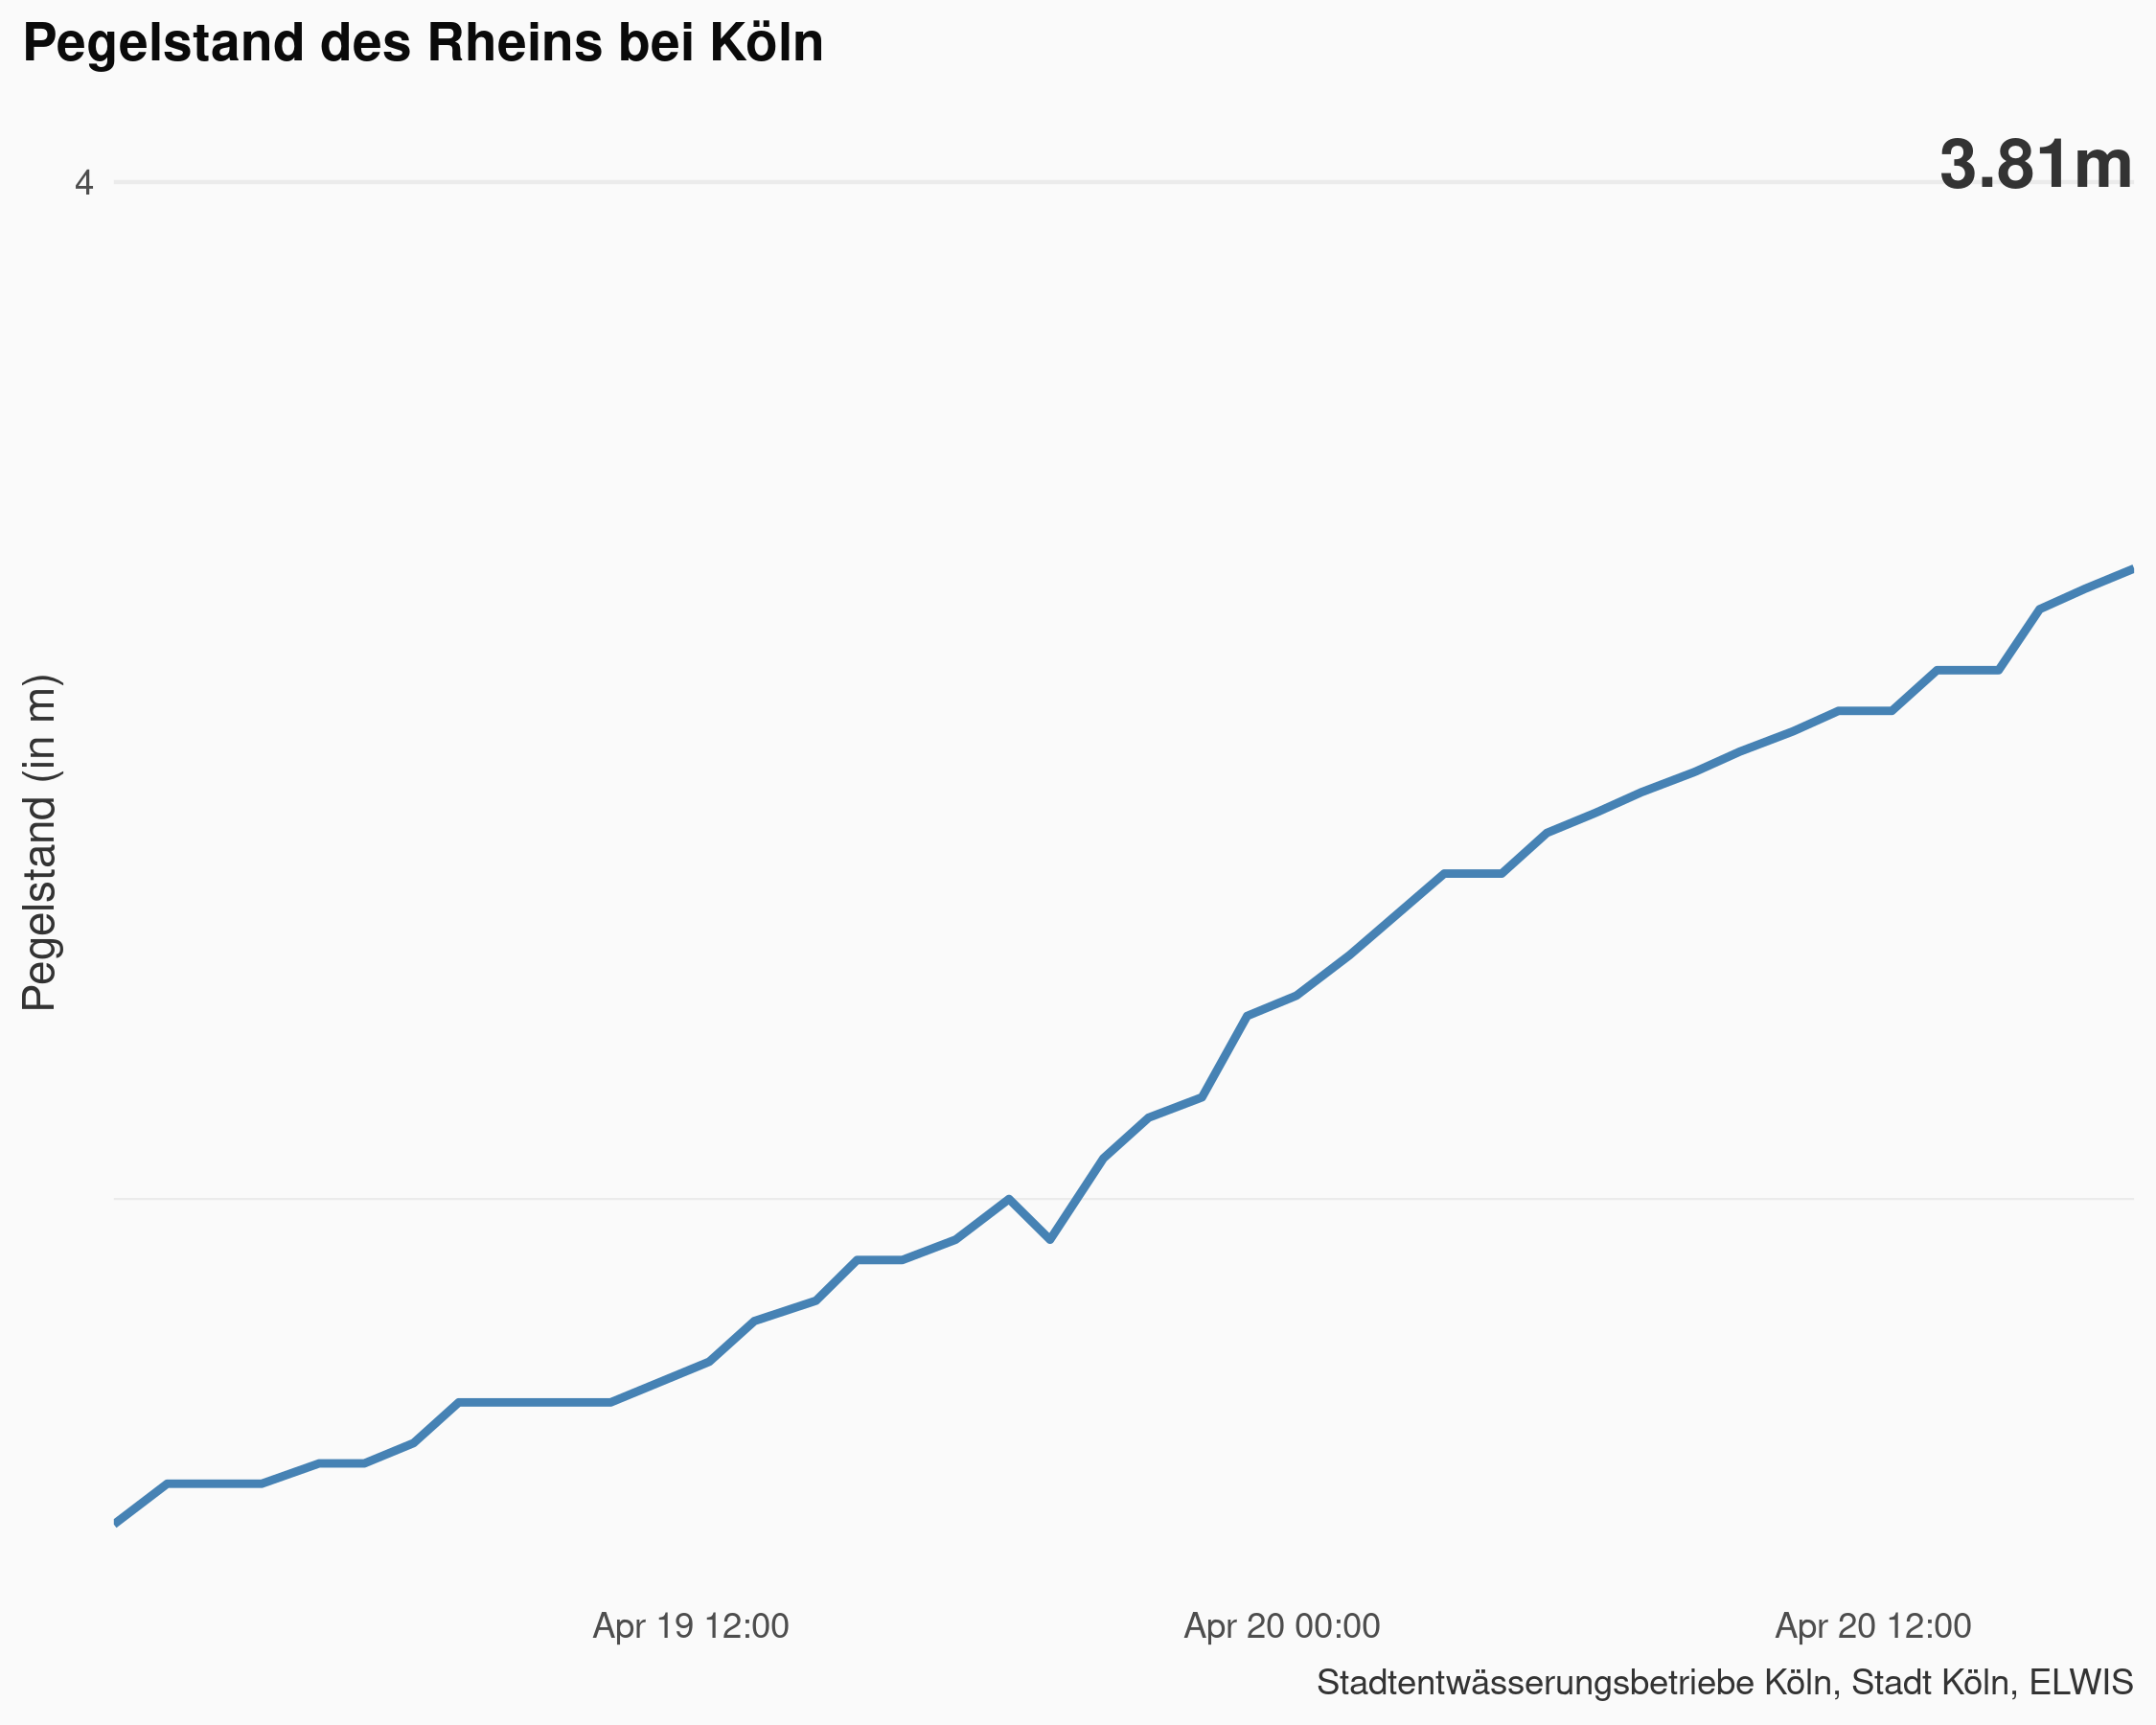 Pegelstand des Rheins bei Köln
3.81m
4
Pegelstand (in m)
Apr 19 12:00
Apr 20 00:00
Apr 20 12:00
Stadtentwässerungsbetriebe Köln, Stadt Köln, ELWIS